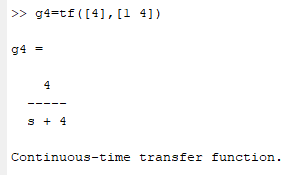 >> g4=tf([4],[1 4])
g4 =
4
-----
s + 4
Continuous-time transfer function.